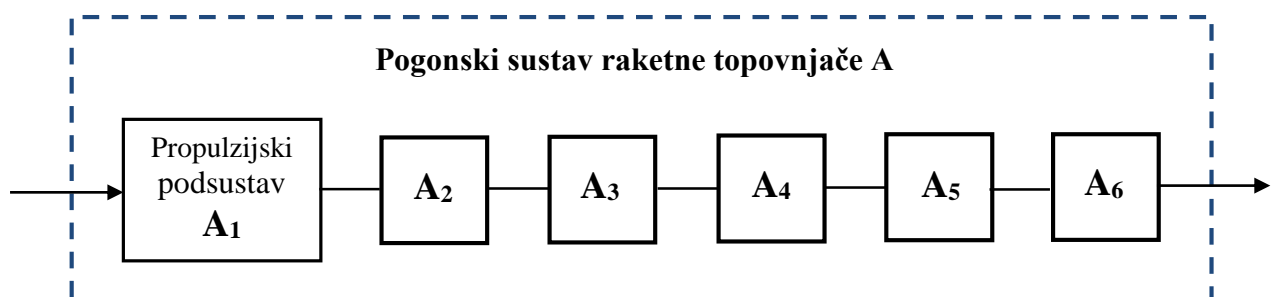 Pogonski sustav raketne topovnjače A
Propulzijski
podsustav
A₁
A₂
A₃
A₄
A₅
A₆